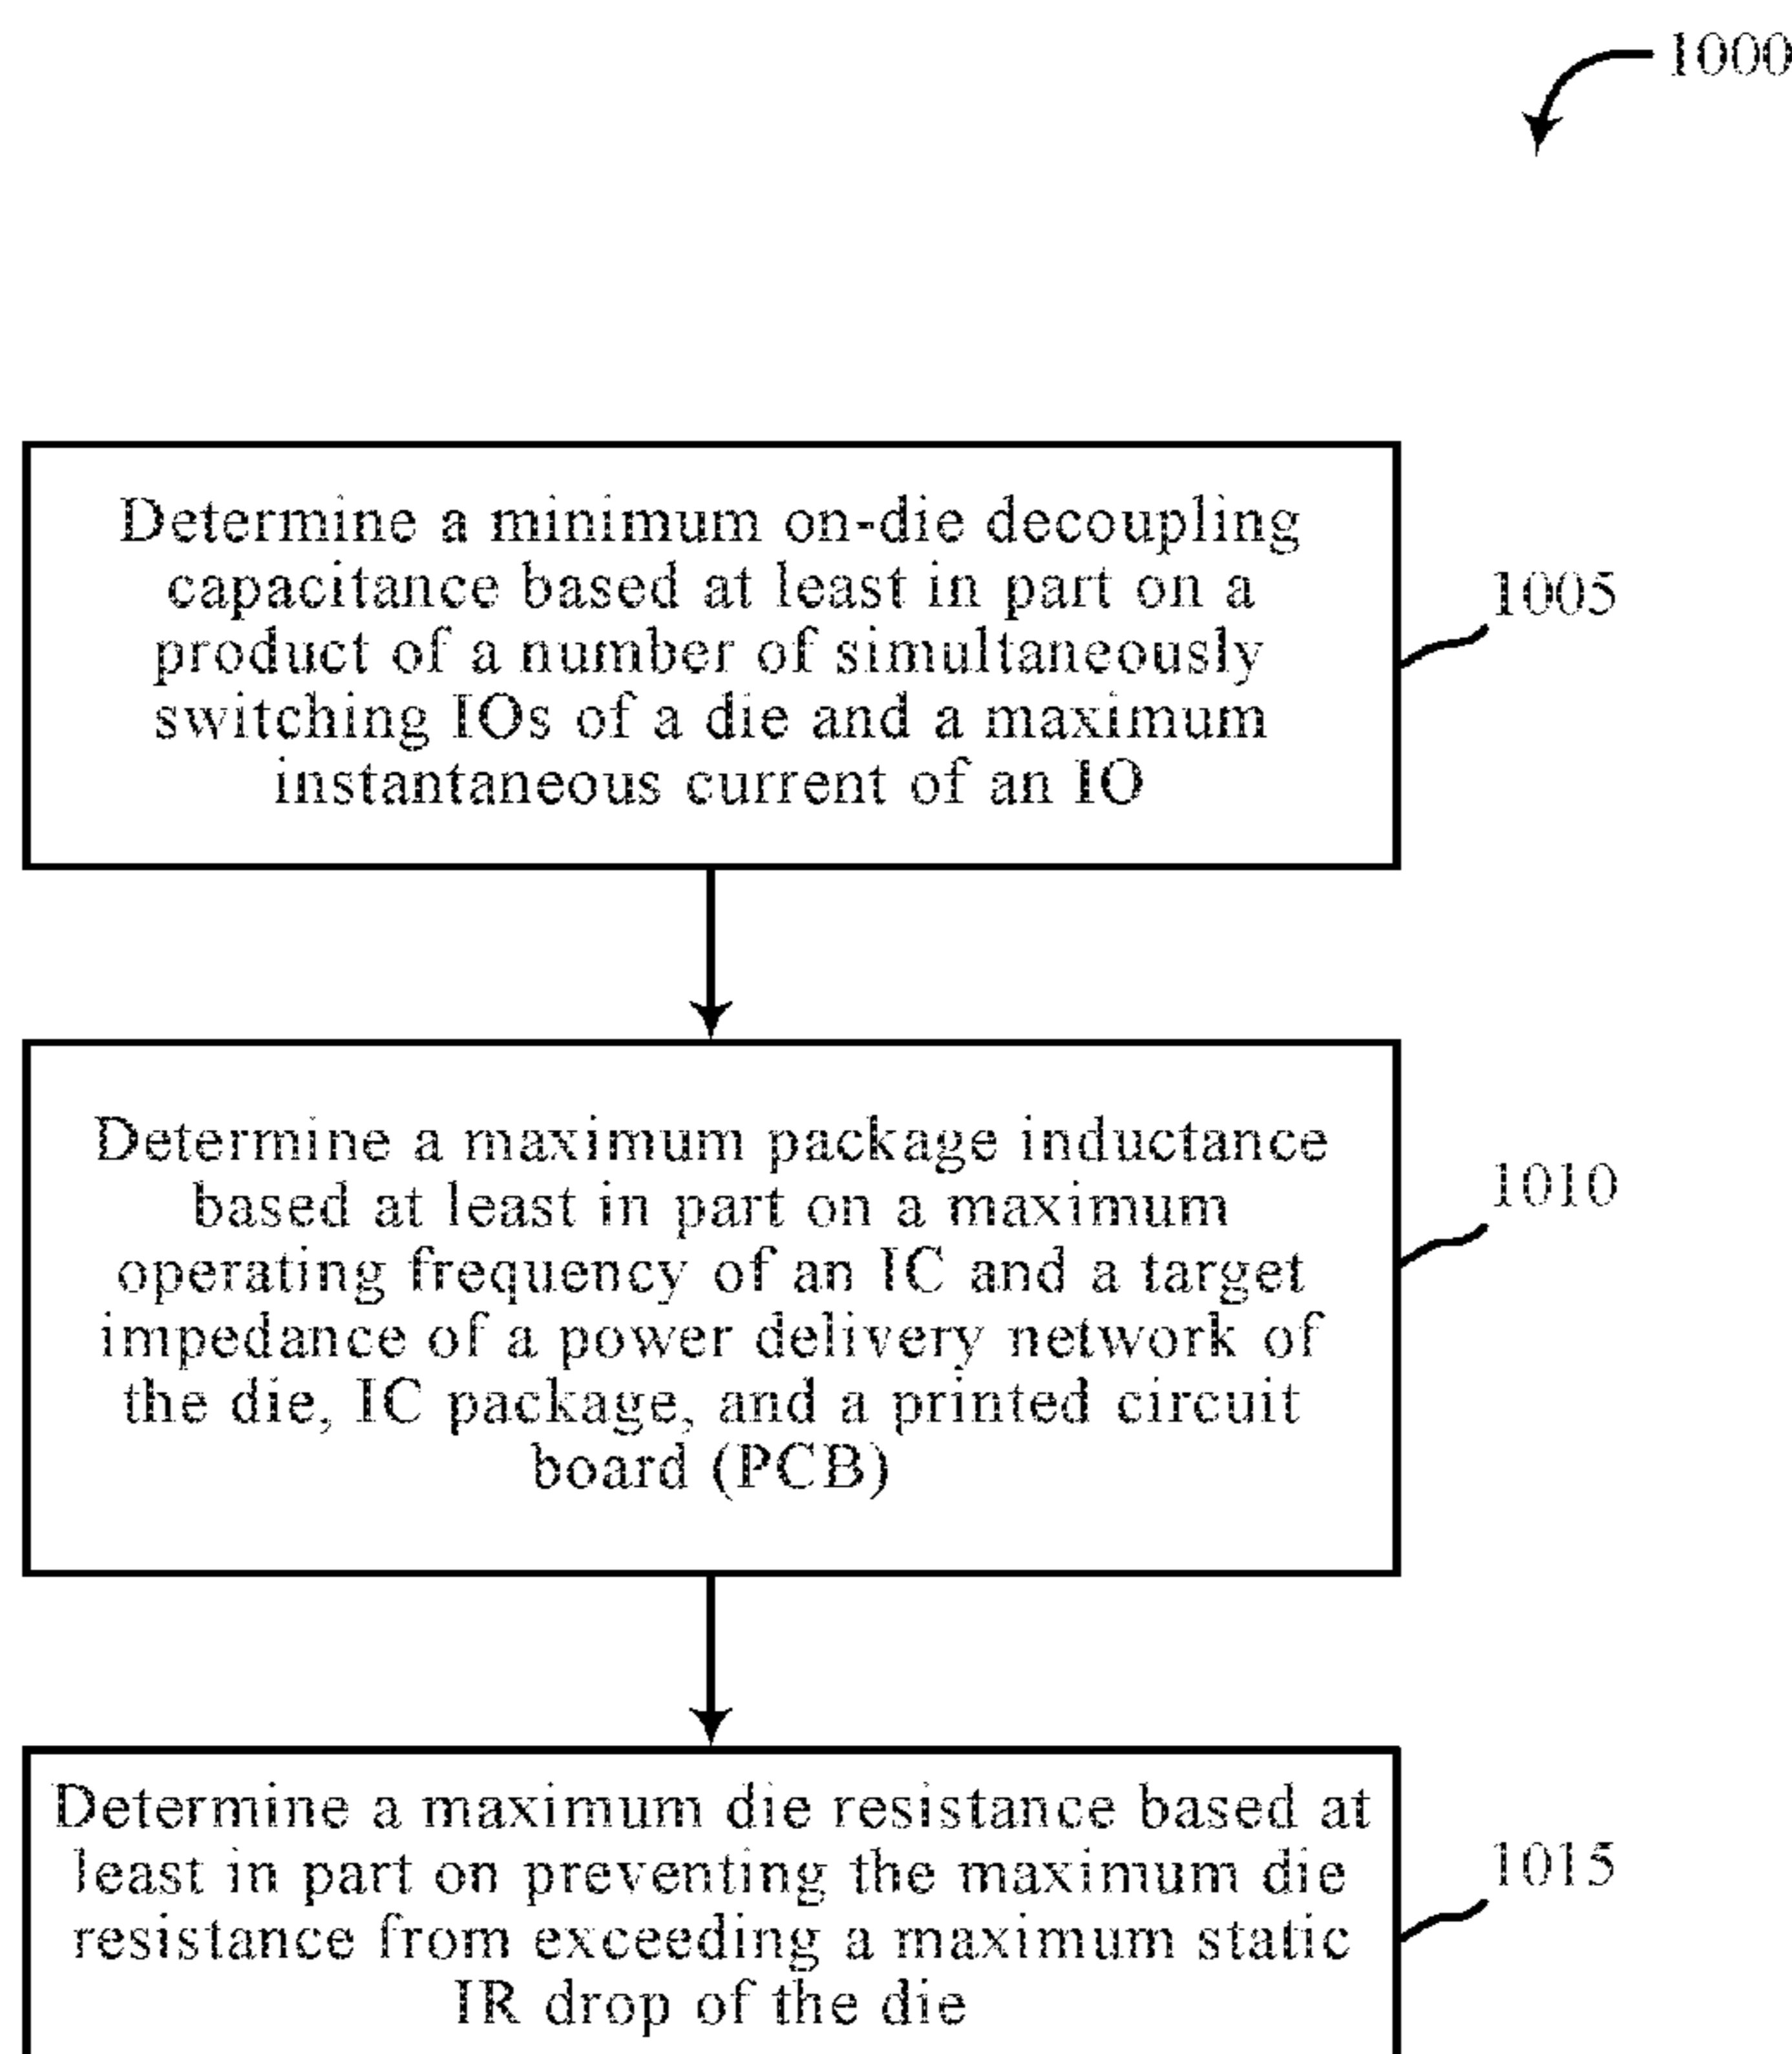 1000
Determine a minimum on-die decoupling
capacitance based at least in part on a
product of a number of simultaneously
switching IOs of a die and a maximum
instantaneous current of an IO
1005
Determine a maximum package inductance
based at least in part on a maximum
operating frequency of an IC and a target
impedance of a power delivery network of
the die, IC package, and a printed circuit
board (PCB)
1010
Determine a maximum die resistance based at
least in part on preventing the maximum die
resistance from exceeding a maximum static
IR drop of the die
1015